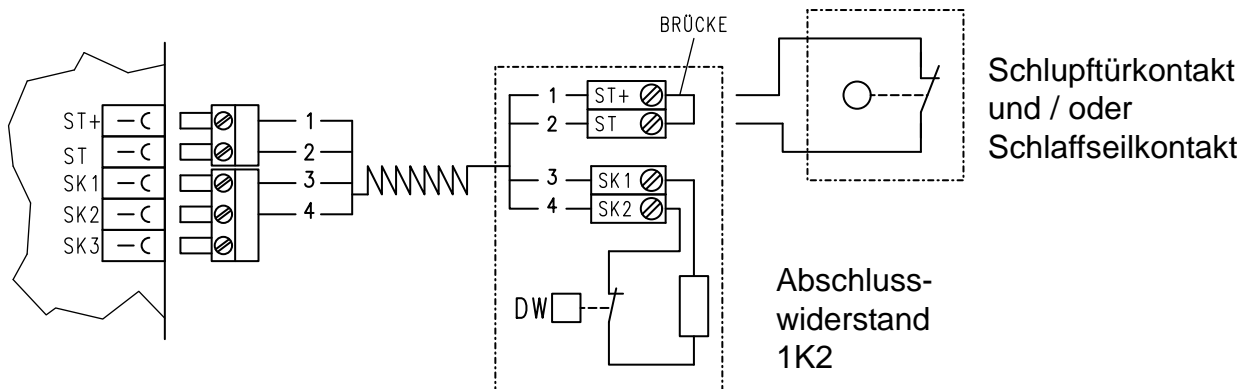 BRÜCKE
ST+
ST
SK1
SK2
SK3
1
2
3
4
1
2
3
4
ST+
ST
SK1
SK2
DW
Schlupftürkontakt
und / oder
Schlaffseilkontakt
Abschluss-
widerstand
1K2